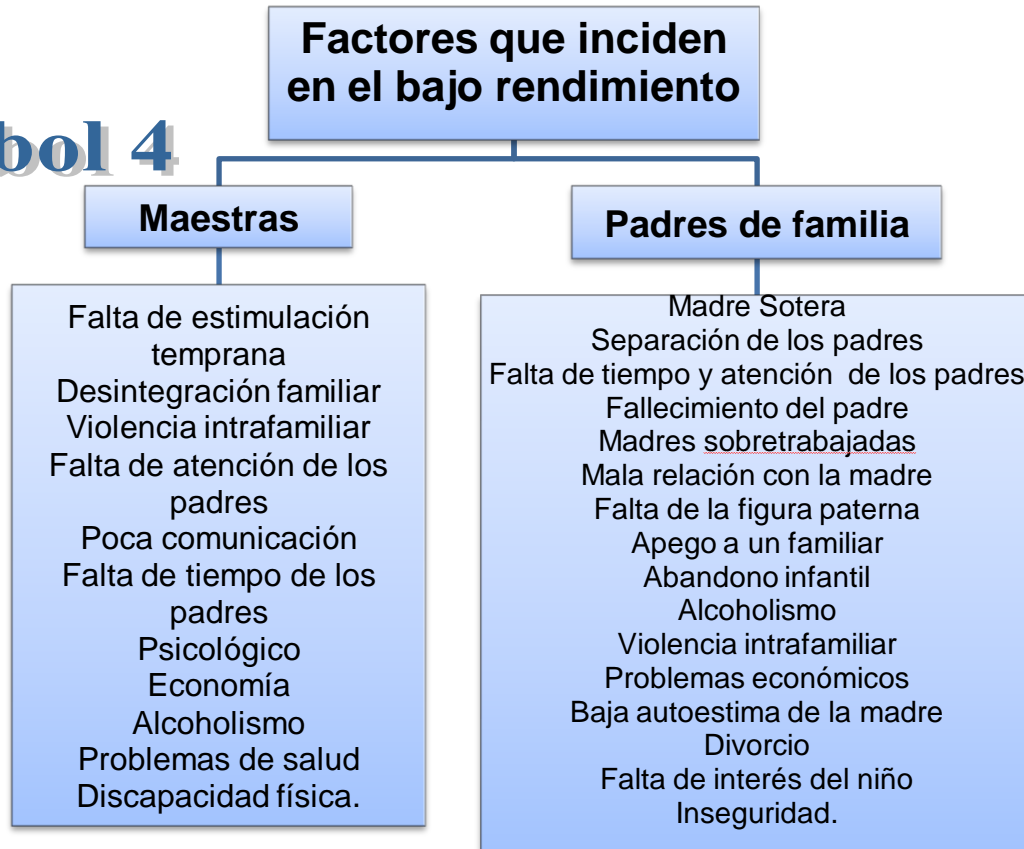 Factores que inciden
en el bajo rendimiento
bol 4
Maestras
Padres de familia
Falta de estimulación
temprana
Desintegración familiar
Violencia intrafamiliar
Falta de atención de los
padres
Poca comunicación
Falta de tiempo de los
padres
Psicológico
Economía
Alcoholismo
Problemas de salud
Discapacidad física.
Madre Sotera
Separación de los padres
Falta de tiempo y atención de los padres
Fallecimiento del padre
Madres sobretrabajadas
Mala relación con la madre
Falta de la figura paterna
Apego a un familiar
Abandono infantil
Alcoholismo
Violencia intrafamiliar
Problemas económicos
Baja autoestima de la madre
Divorcio
Falta de interés del niño
Inseguridad.